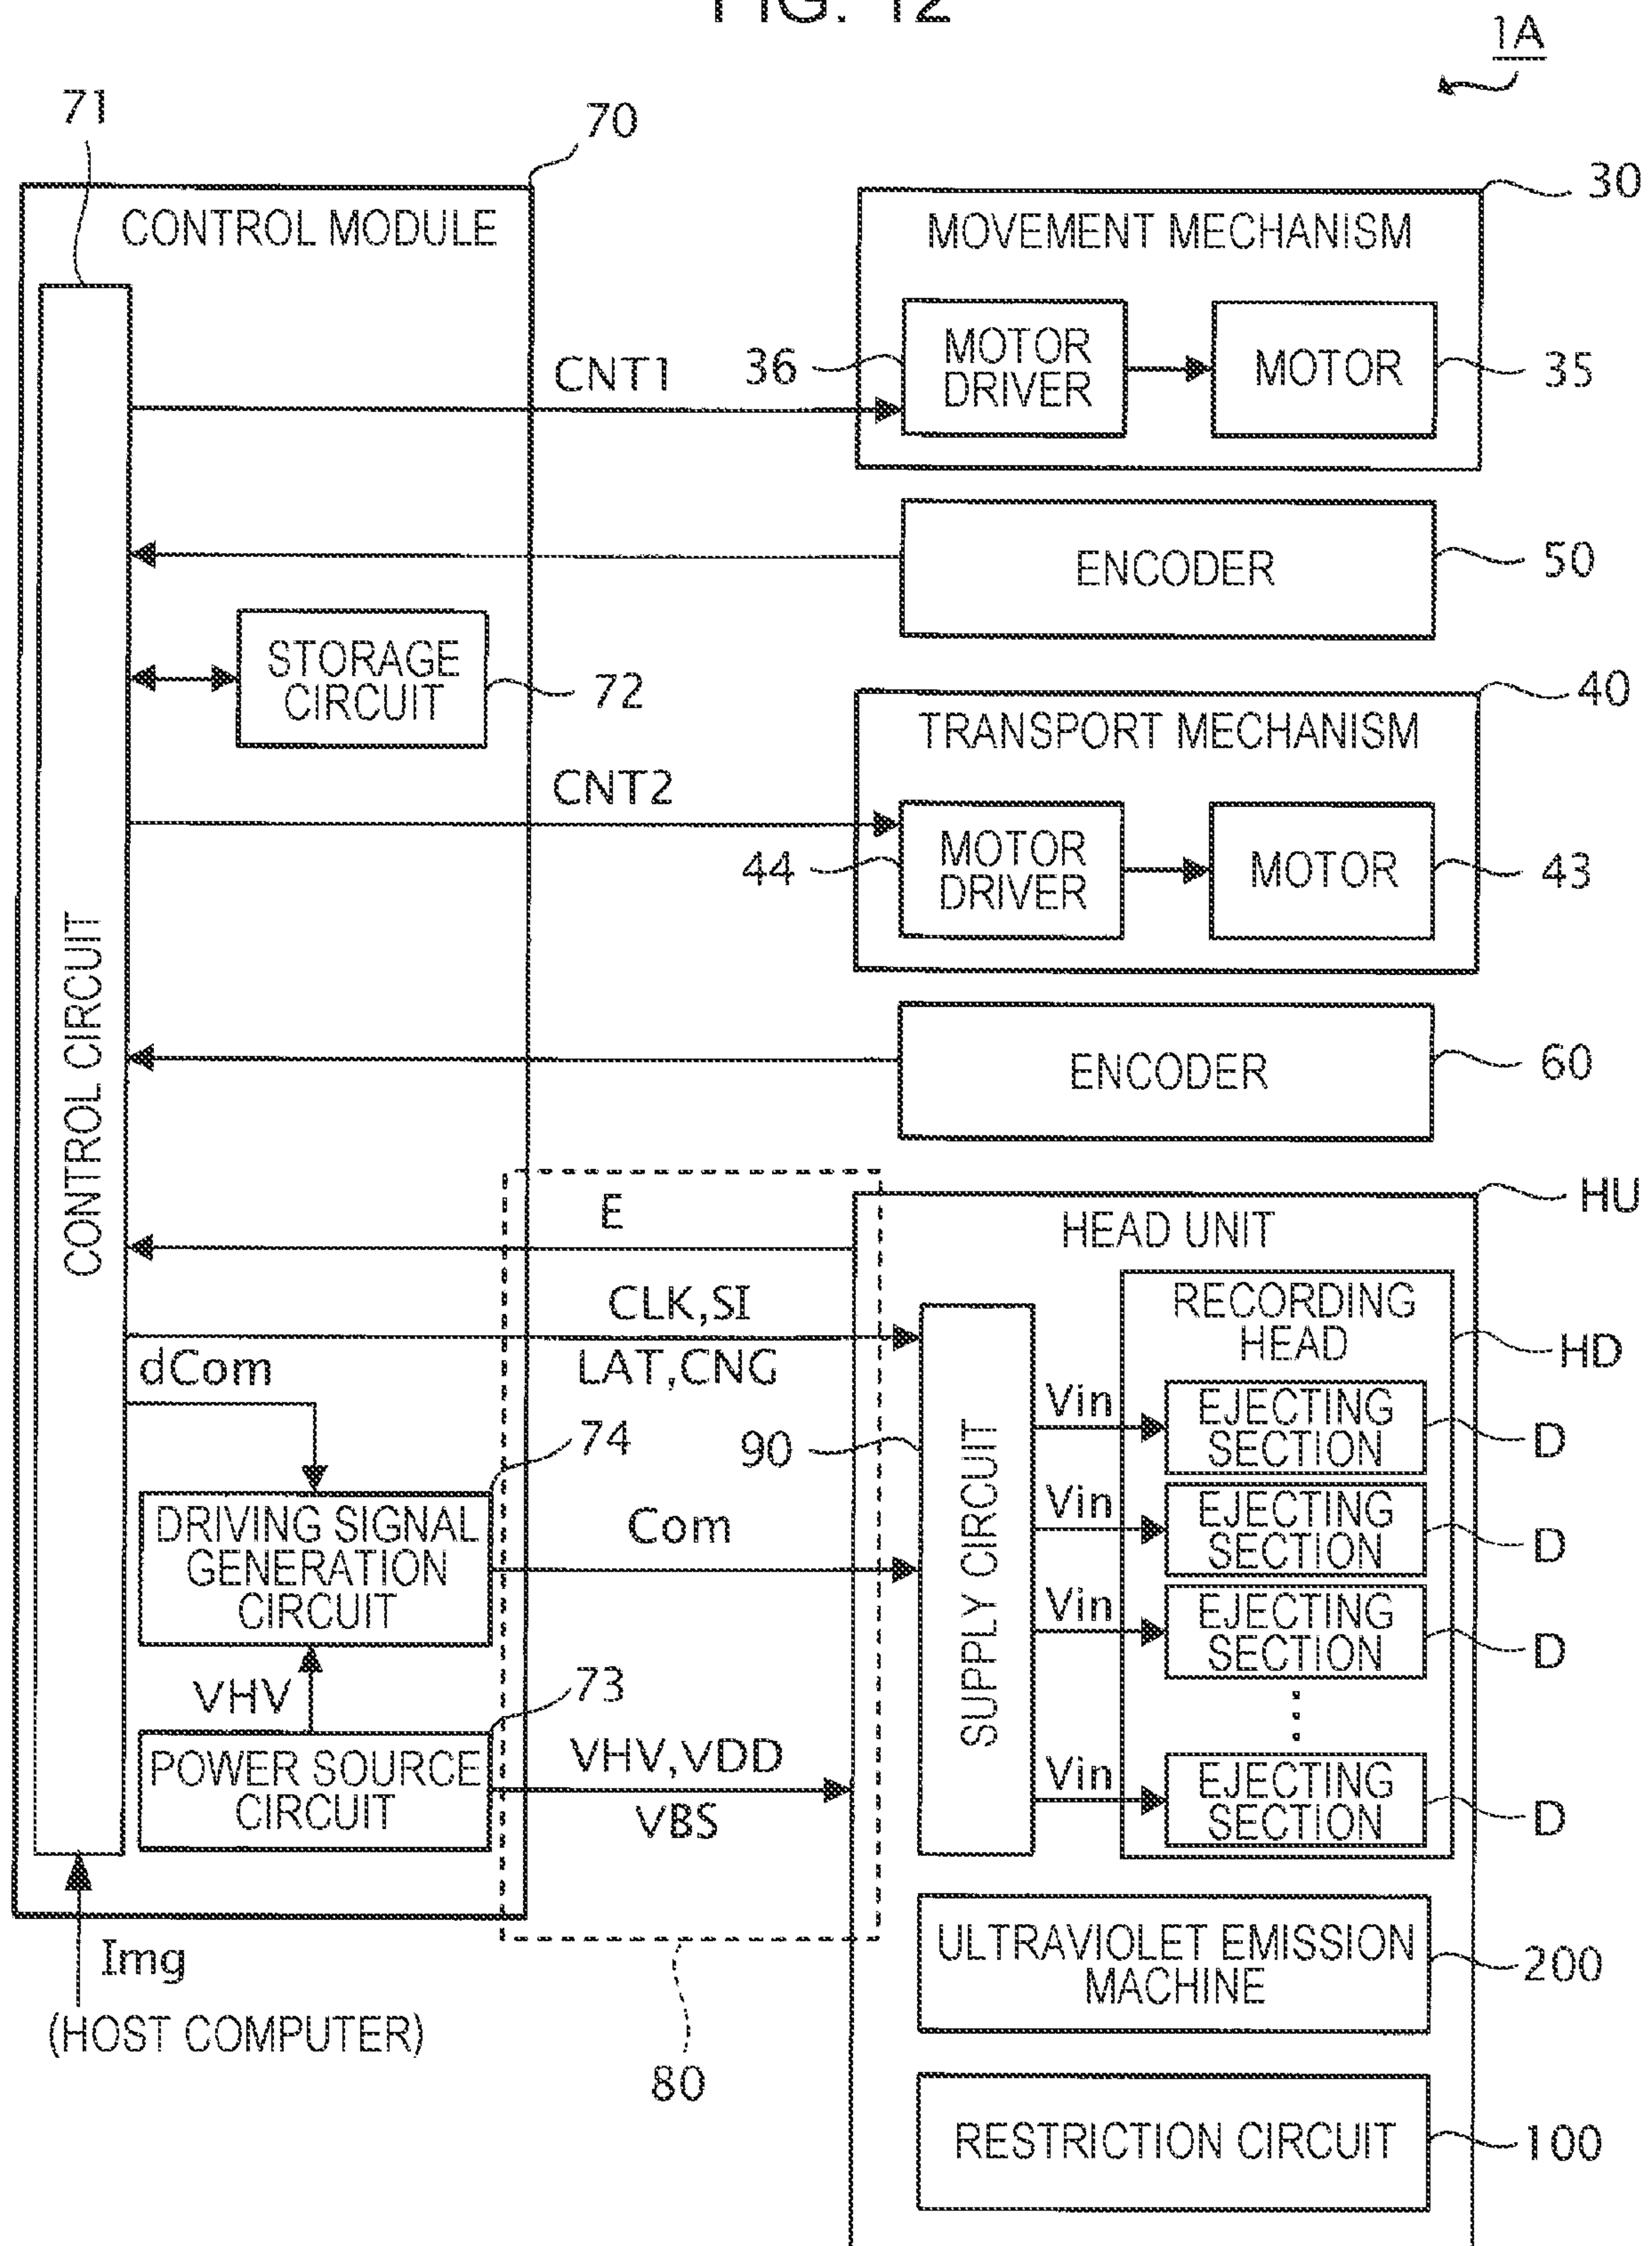 FIG. 12
1A
71
70
CONTROL MODULE
30
MOVEMENT MECHANISM
CNT1
36
MOTOR
DRIVER
MOTOR
35
ENCODER
50
STORAGE
CIRCUIT
72
40
TRANSPORT MECHANISM
CNT2
44
MOTOR
DRIVER
MOTOR
43
CONTROL CIRCUIT
ENCODER
60
E
HU
HEAD UNIT
CLK,SI
LAT,CNG
RECORDING
HEAD
HD
dCom
74
90
SUPPLY CIRCUIT
Vin
EJECTING
SECTION
D
DRIVING SIGNAL
GENERATION
CIRCUIT
Com
Vin
EJECTING
SECTION
D
Vin
EJECTING
SECTION
D
VHV
73
POWER SOURCE
CIRCUIT
VHV,VDD
VBS
Vin
EJECTING
SECTION
D
Img
(HOST COMPUTER)
80
ULTRAVIOLET EMISSION
MACHINE
200
RESTRICTION CIRCUIT
100